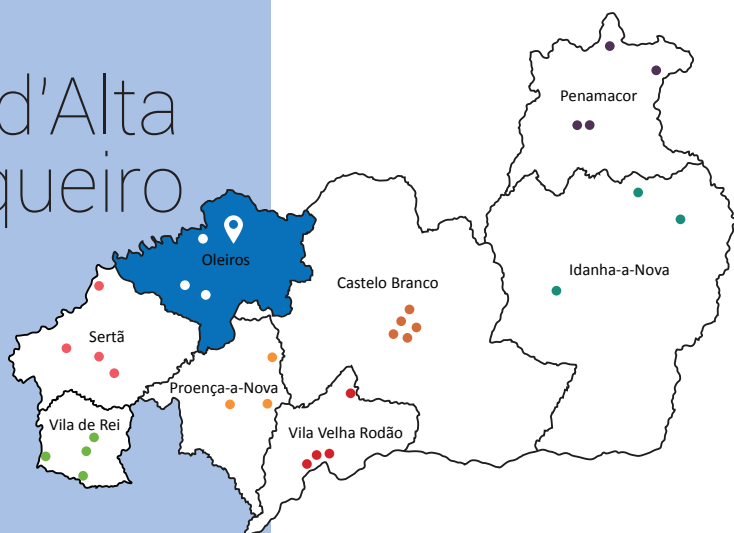 d'Alta
queiro
Penamacor
Oleiros
Idanha-a-Nova
Castelo Branco
Sertã
Proença-a-Nova
Vila de Rei
Vila Velha Rodão